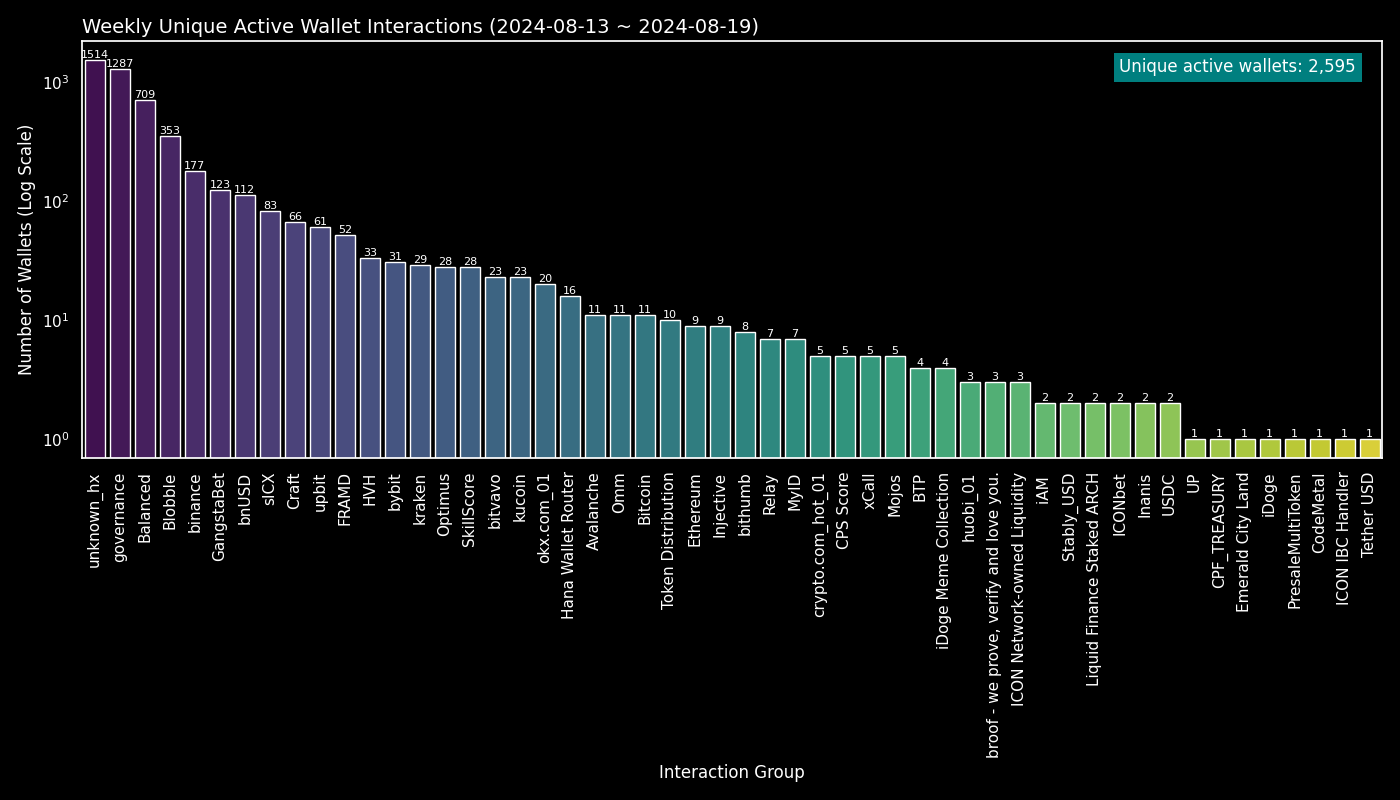 Weekly Unique Active Wallet Interactions (2024-08-13 ~ 2024-08-19)
Unique active wallets: 2,595
Number of Wallets (Log Scale)
10³
10²
10¹
10⁰
1514
1287
709
353
177
123
112
83
66
61
52
33
31
29
28
28
23
23
20
16
11
11
11
10
9
9
8
7
7
5
5
5
5
4
4
3
3
3
2
2
2
2
2
2
1
1
1
1
1
1
1
1
unknown_hx
governance
Balanced
Blobble
binance
GangstaBet
bnUSD
sICX
Craft
upbit
FRAMD
HVH
bybit
kraken
Optimus
SkillScore
bitvavo
kucoin
okx.com_01
Hana Wallet Router
Avalanche
Omm
Bitcoin
Token Distribution
Ethereum
Injective
bithumb
Relay
MyID
crypto.com_hot_01
CPS Score
xCall
Mojos
BTP
iDoge Meme Collection
huobi_01
broof - we prove, verify and love you.
ICON Network-owned Liquidity
iAM
Stably_USD
Liquid Finance Staked ARCH
ICONbet
Inanis
USDC
UP
CPF_TREASURY
Emerald City Land
iDoge
PresaleMultiToken
CodeMetal
ICON IBC Handler
Tether USD
Interaction Group